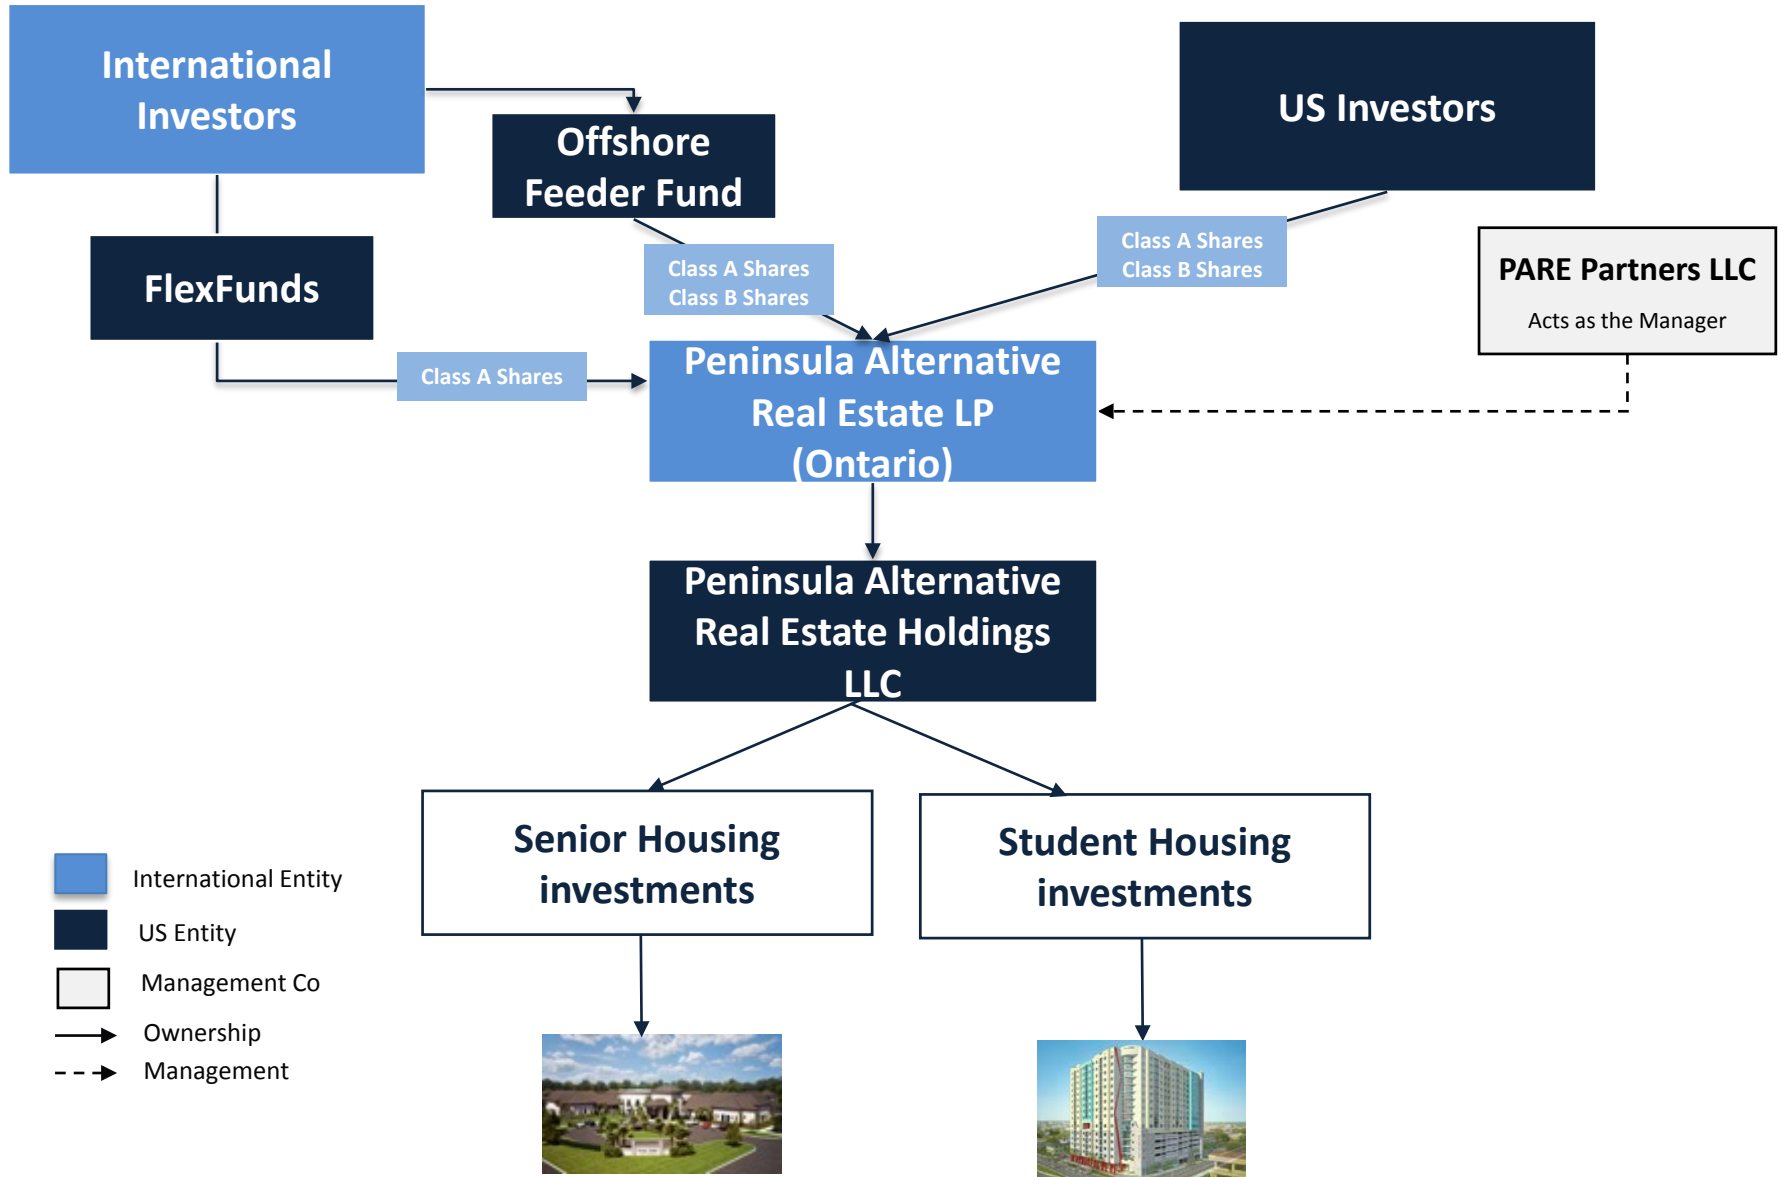 International
Investors
US Investors
Offshore
Feeder Fund
Class A Shares
Class B Shares
Class A Shares
Class B Shares
FlexFunds
PARE Partners LLC
Acts as the Manager
Class A Shares
Peninsula Alternative
Real Estate LP
(Ontario)
Peninsula Alternative
Real Estate Holdings
LLC
Senior Housing
investments
Student Housing
investments
International Entity
US Entity
Management Co
Ownership
Management